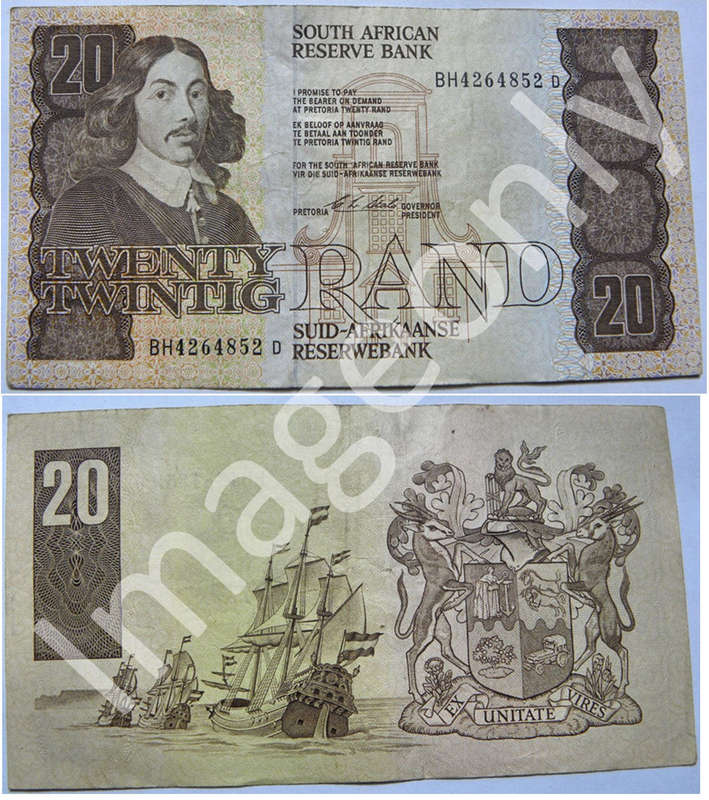 20
SOUTH AFRICAN
RESERVE BANK
BH4264852 D
I PROMISE TO PAY
THE BEARER ON DEMAND
AT PRETORIA TWENTY RAND
EK BELOOF OP AANVRAAG
TE BETAAL AAN TOONDER
TE PRETORIA TWINTIG RAND
FOR THE SOUTH AFRICAN RESERVE BANK
VIR DIE SUID-AFRIKAANSE RESERWEBANK
PRETORIA GOVERNOR
PRESIDENT
TWENTY
TWINTIG RAND
20
SUID-AFRIKAANSE
RESERWEBANK
BH4264852 D
20
EX UNITATE VIRES
Image only